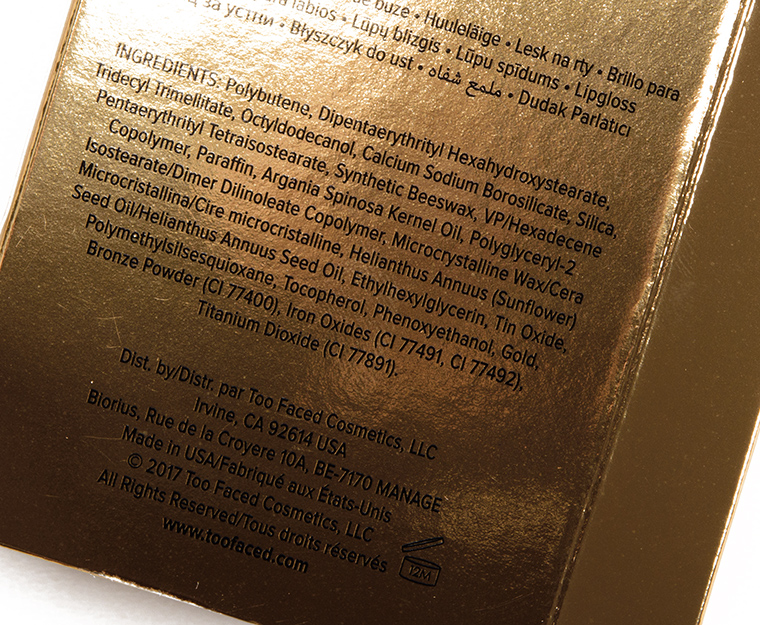 de buze • Huuleläige • Lesk na rty • Brillo para
para labios • Lūpų blizgis • Lūpu spīdums • Lipgloss
за устни • Błyszczyk do ust • ملمع شفاه • Dudak Parlatıcı
INGREDIENTS: Polybutene, Dipentaerythrityl Hexahydroxystearate,
Tridecyl Trimellitate, Octyldodecanol, Calcium Sodium Borosilicate, Silica,
Pentaerythrityl Tetraisostearate, Synthetic Beeswax, VP/Hexadecene
Copolymer, Paraffin, Argania Spinosa Kernel Oil, Polyglyceryl-2
Isostearate/Dimer Dilinoleate Copolymer, Microcrystalline Wax/Cera
Microcristallina/Cire microcristalline, Helianthus Annuus (Sunflower)
Seed Oil/Helianthus Annuus Seed Oil, Ethylhexylglycerin, Tin Oxide,
Polymethylsilsesquioxane, Tocopherol, Phenoxyethanol, Gold,
Bronze Powder (CI 77400), Iron Oxides (CI 77491, CI 77492),
Titanium Dioxide (CI 77891).
Dist. by/Distr. par Too Faced Cosmetics, LLC
Irvine, CA 92614 USA
Biorius, Rue de la Croyere 10A, BE-7170 MANAGE
Made in USA/Fabriqué aux États-Unis
© 2017 Too Faced Cosmetics, LLC
All Rights Reserved/Tous droits réservés
www.toofaced.com
12M